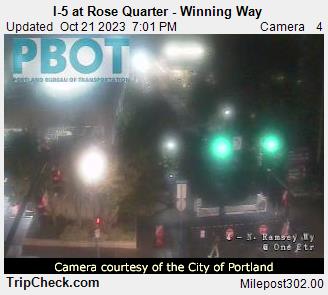 I-5 at Rose Quarter - Winning Way
Updated Oct 21 2023 7:01 PM Camera 4
PBOT
PORTLAND BUREAU OF TRANSPORTATION
N. Ramsey Wy
@ One Ctr
Camera courtesy of the City of Portland
TripCheck.com Milepost302.00